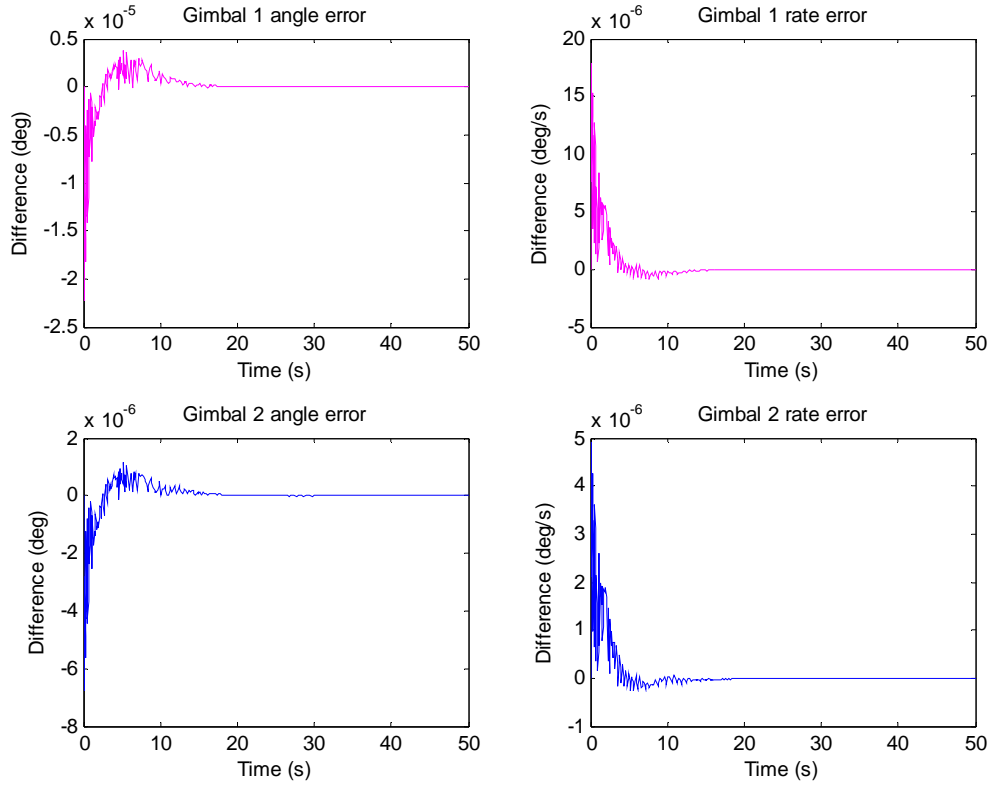 Gimbal 1 angle error
x 10^-5
0.5
0
-0.5
-1
-1.5
-2
-2.5
0 10 20 30 40 50
Difference (deg)
Time (s)
Gimbal 1 rate error
x 10^-6
20
15
10
5
0
-5
0 10 20 30 40 50
Difference (deg/s)
Time (s)
Gimbal 2 angle error
x 10^-6
2
0
-2
-4
-6
-8
0 10 20 30 40 50
Difference (deg)
Time (s)
Gimbal 2 rate error
x 10^-6
5
4
3
2
1
0
-1
0 10 20 30 40 50
Difference (deg/s)
Time (s)